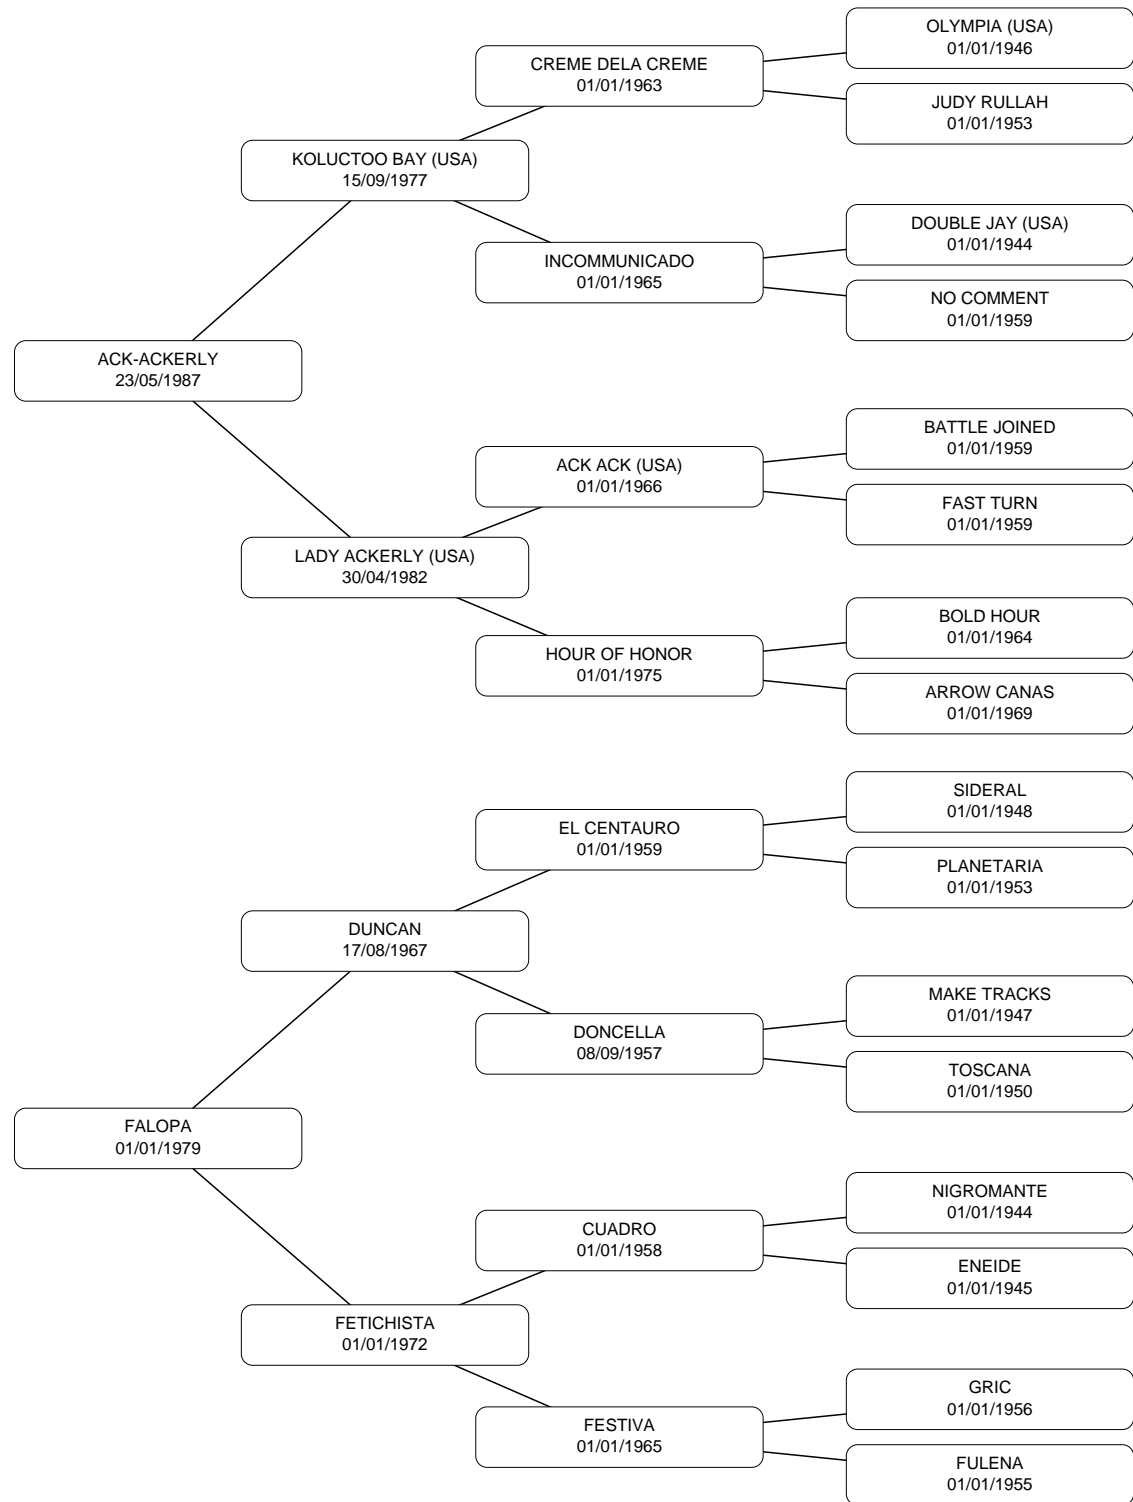 OLYMPIA (USA)
01/01/1946
CREME DELA CREME
01/01/1963
JUDY RULLAH
01/01/1953
KOLUCTOO BAY (USA)
15/09/1977
DOUBLE JAY (USA)
01/01/1944
INCOMMUNICADO
01/01/1965
NO COMMENT
01/01/1959
ACK-ACKERLY
23/05/1987
BATTLE JOINED
01/01/1959
ACK ACK (USA)
01/01/1966
FAST TURN
01/01/1959
LADY ACKERLY (USA)
30/04/1982
BOLD HOUR
01/01/1964
HOUR OF HONOR
01/01/1975
ARROW CANAS
01/01/1969
SIDERAL
01/01/1948
EL CENTAURO
01/01/1959
PLANETARIA
01/01/1953
DUNCAN
17/08/1967
MAKE TRACKS
01/01/1947
DONCELLA
08/09/1957
TOSCANA
01/01/1950
FALOPA
01/01/1979
NIGROMANTE
01/01/1944
CUADRO
01/01/1958
ENEIDE
01/01/1945
FETICHISTA
01/01/1972
GRIC
01/01/1956
FESTIVA
01/01/1965
FULENA
01/01/1955